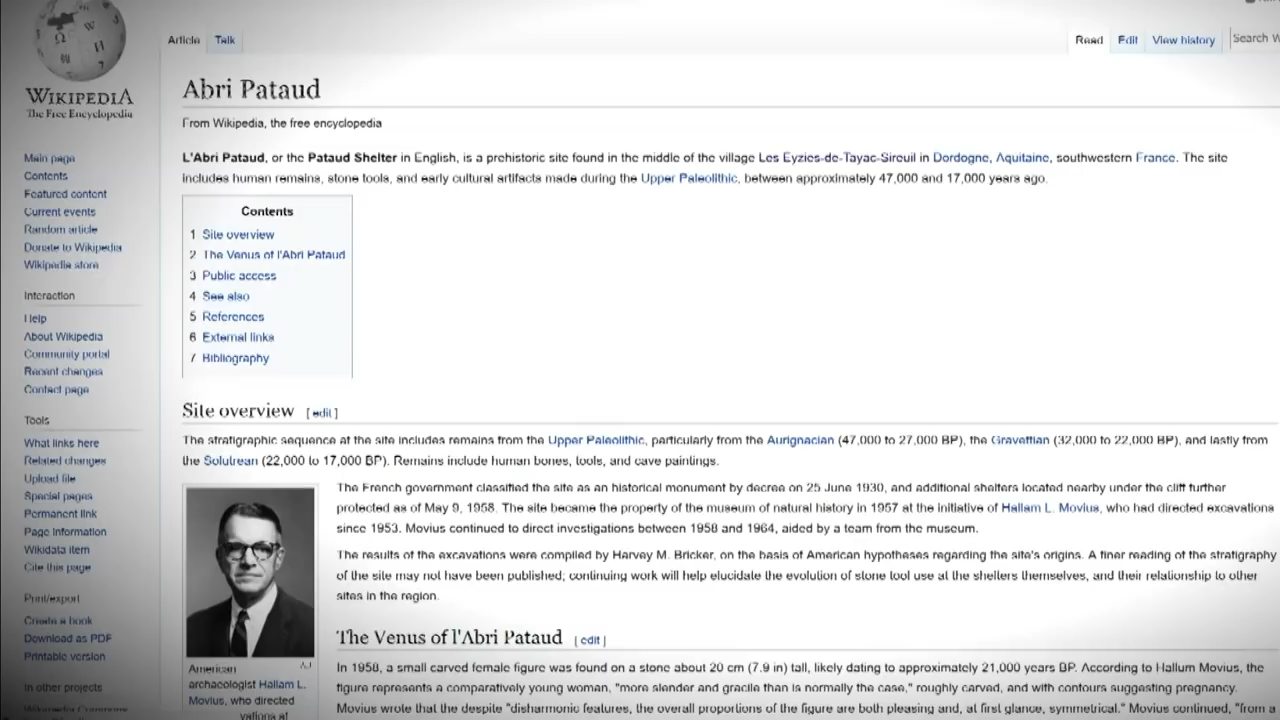 Article Talk Read Edit View history Search W
WIKIPEDIA
The Free Encyclopedia
Main page
Contents
Featured content
Current events
Random article
Donate to Wikipedia
Wikipedia store
Interaction
Help
About Wikipedia
Community portal
Recent changes
Contact page
Tools
What links here
Related changes
Upload file
Special pages
Permanent link
Page information
Wikidata item
Cite this page
Print/export
Create a book
Download as PDF
Printable version
In other projects
Wikimedia Commons
Abri Pataud
From Wikipedia, the free encyclopedia
L'Abri Pataud, or the Pataud Shelter in English, is a prehistoric site found in the middle of the village Les Eyzies-de-Tayac-Sireuil in Dordogne, Aquitaine, southwestern France. The site
includes human remains, stone tools, and early cultural artifacts made during the Upper Paleolithic, between approximately 47,000 and 17,000 years ago.
Contents
1 Site overview
2 The Venus of l'Abri Pataud
3 Public access
4 See also
5 References
6 External links
7 Bibliography
Site overview [ edit ]
The stratigraphic sequence at the site includes remains from the Upper Paleolithic, particularly from the Aurignacian (47,000 to 27,000 BP), the Gravettian (32,000 to 22,000 BP), and lastly from
the Solutrean (22,000 to 17,000 BP). Remains include human bones, tools, and cave paintings.
The French government classified the site as an historical monument by decree on 25 June 1930, and additional shelters located nearby under the cliff further
protected as of May 9, 1958. The site became the property of the museum of natural history in 1957 at the initiative of Hallam L. Movius, who had directed excavations
since 1953. Movius continued to direct investigations between 1958 and 1964, aided by a team from the museum.
The results of the excavations were compiled by Harvey M. Bricker, on the basis of American hypotheses regarding the site's origins. A finer reading of the stratigraphy
of the site may not have been published; continuing work will help elucidate the evolution of stone tool use at the shelters themselves, and their relationship to other
sites in the region.
American
archaeologist Hallam L.
Movius, who directed
The Venus of l'Abri Pataud [ edit ]
In 1958, a small carved female figure was found on a stone about 20 cm (7.9 in) tall, likely dating to approximately 21,000 years BP. According to Hallum Movius, the
figure represents a comparatively young woman, "more slender and gracile than is normally the case," roughly carved, and with contours suggesting pregnancy.
Movius wrote that the despite "disharmonic features, the overall proportions of the figure are both pleasing and, at first glance, symmetrical." Movius continued, "from a